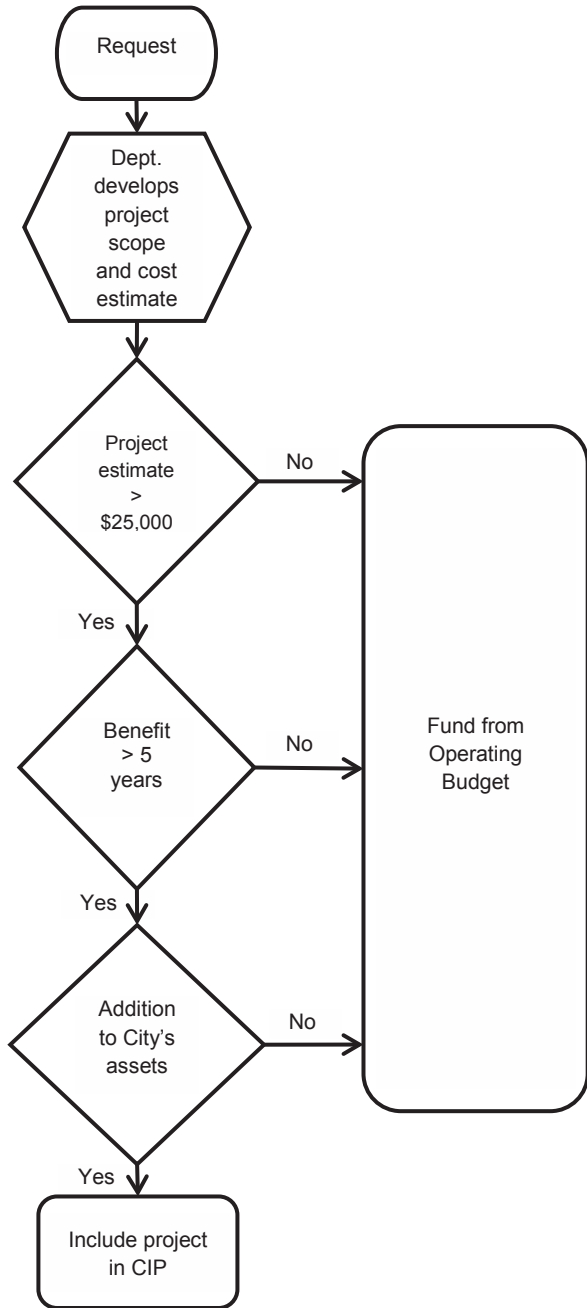 Request
Dept.
develops
project
scope
and cost
estimate
Project
estimate
>
$25,000
No
Yes
Benefit
> 5
years
No
Fund from
Operating
Budget
Yes
Addition
to City’s
assets
No
Yes
Include project
in CIP